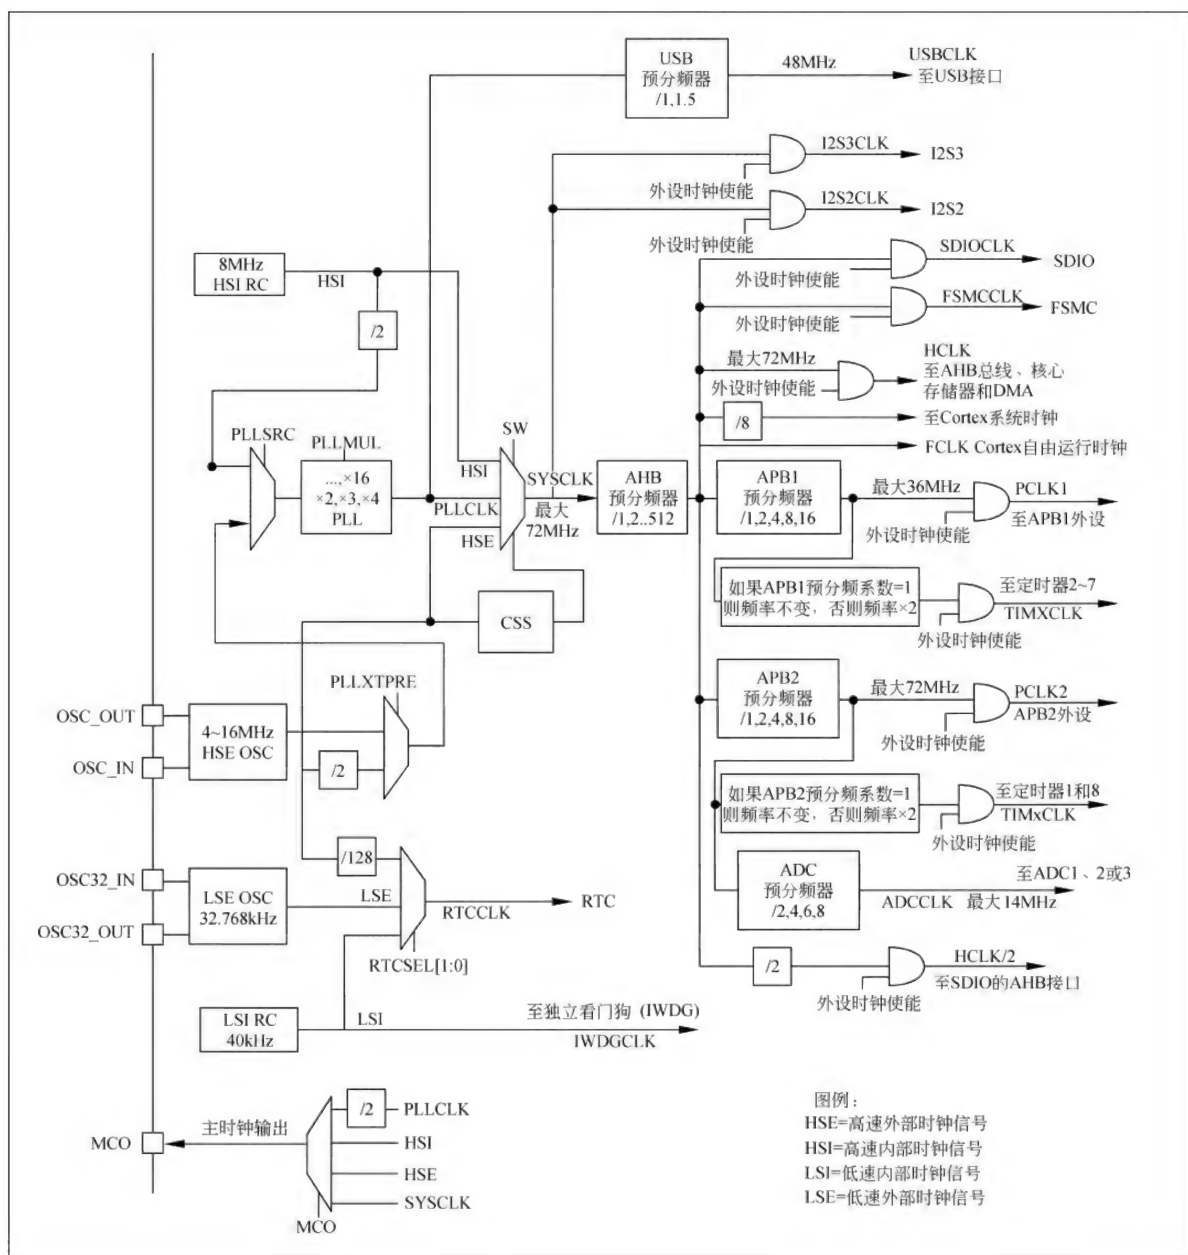 USB
预分频器
/1,1.5
48MHz
USBCLK
至USB接口
I2S3CLK
I2S3
外设时钟使能
I2S2CLK
I2S2
外设时钟使能
8MHz
HSI RC
HSI
/2
SDIOCLK
SDIO
外设时钟使能
FSMCCLK
FSMC
外设时钟使能
最大72MHz
外设时钟使能
HCLK
至AHB总线、核心
存储器和DMA
/8
至Cortex系统时钟
FCLK Cortex自由运行时钟
PLLSRC
PLLMUL
...,×16
×2,×3,×4
PLL
SW
HSI
PLLCLK
HSE
SYSCLK
最大
72MHz
AHB
预分频器
/1,2..512
APB1
预分频器
/1,2,4,8,16
最大36MHz
外设时钟使能
PCLK1
至APB1外设
CSS
如果APB1预分频系数=1
则频率不变，否则频率×2
外设时钟使能
至定时器2~7
TIMXCLK
PLLXTPRE
OSC_OUT
OSC_IN
4~16MHz
HSE OSC
/2
APB2
预分频器
/1,2,4,8,16
最大72MHz
外设时钟使能
PCLK2
APB2外设
如果APB2预分频系数=1
则频率不变，否则频率×2
外设时钟使能
至定时器1和8
TIMxCLK
/128
OSC32_IN
OSC32_OUT
LSE OSC
32.768kHz
LSE
RTCCLK
RTC
RTCSEL[1:0]
ADC
预分频器
/2,4,6,8
至ADC1、2或3
ADCCLK 最大14MHz
/2
外设时钟使能
HCLK/2
至SDIO的AHB接口
LSI RC
40kHz
LSI
至独立看门狗 (IWDG)
IWDGCLK
MCO
主时钟输出
/2
PLLCLK
HSI
HSE
SYSCLK
MCO
图例：
HSE=高速外部时钟信号
HSI=高速内部时钟信号
LSI=低速内部时钟信号
LSE=低速外部时钟信号